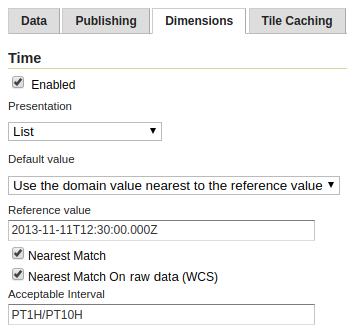 Data Publishing Dimensions Tile Caching
Time
Enabled
Presentation
List
Default value
Use the domain value nearest to the reference value
Reference value
2013-11-11T12:30:00.000Z
Nearest Match
Nearest Match On raw data (WCS)
Acceptable Interval
PT1H/PT10H